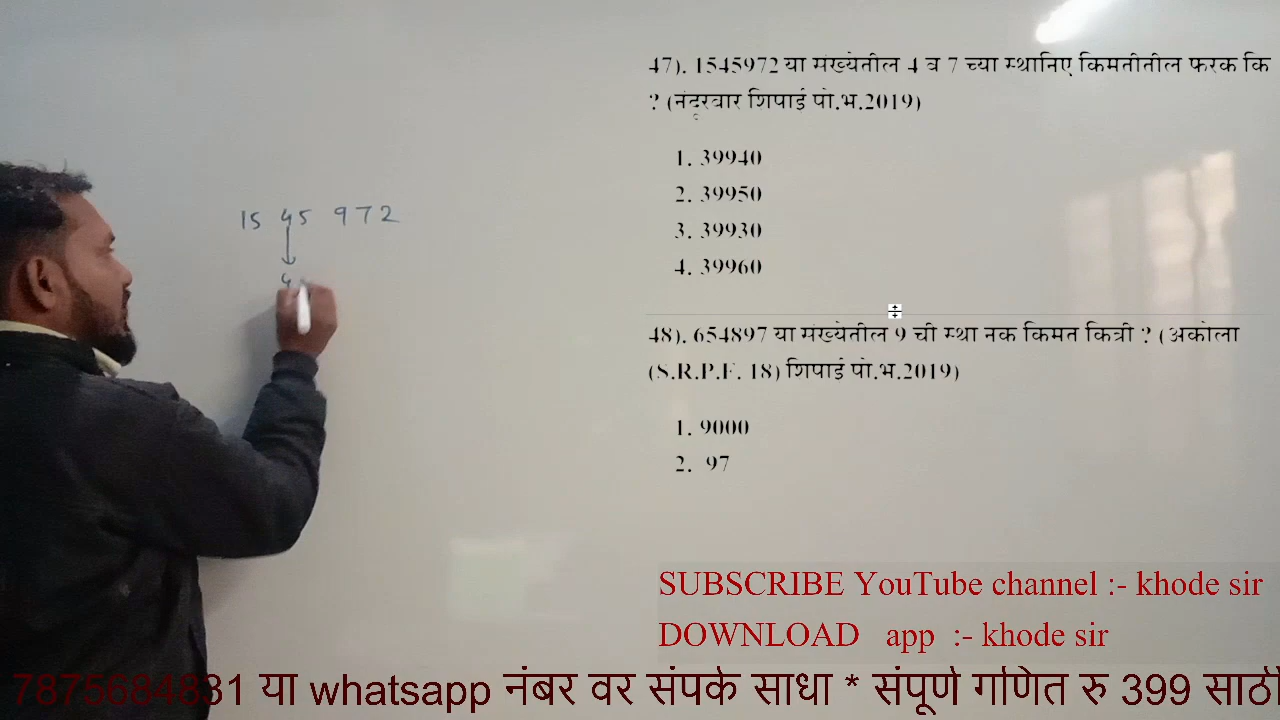 15 45 972
4
47). 1545972 या संख्येतील 4 व 7 च्या स्थानिए किमतीतील फरक कि
? (नंदूरवार शिपाई पो.भ.2019)
1. 39940
2. 39950
3. 39930
4. 39960
48). 654897 या संख्येतील 9 ची स्था नक किमत कित्री ? (अकोला
(S.R.P.F. 18) शिपाई पो.भ.2019)
1. 9000
2. 97
SUBSCRIBE YouTube channel :- khode sir
DOWNLOAD app :- khode sir
7875684831 या whatsapp नंबर वर संपर्क साधा * संपूर्ण गणित रु 399 साठी